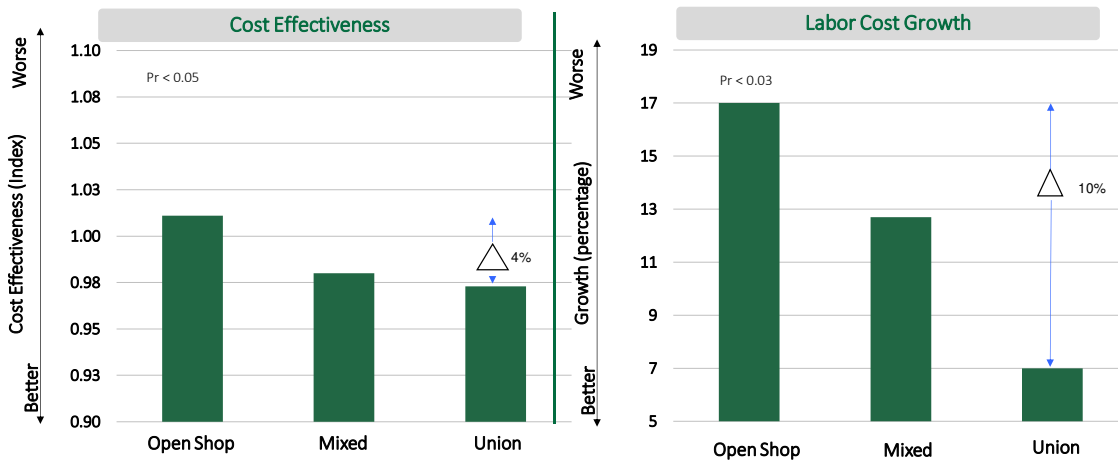 Cost Effectiveness
Worse
Cost Effectiveness (Index)
Better
1.10
1.08
1.05
1.03
1.00
0.98
0.95
0.93
0.90
Pr < 0.05
4%
Open Shop
Mixed
Union
Labor Cost Growth
Worse
Growth (percentage)
Better
19
17
15
13
11
9
7
5
Pr < 0.03
10%
Open Shop
Mixed
Union